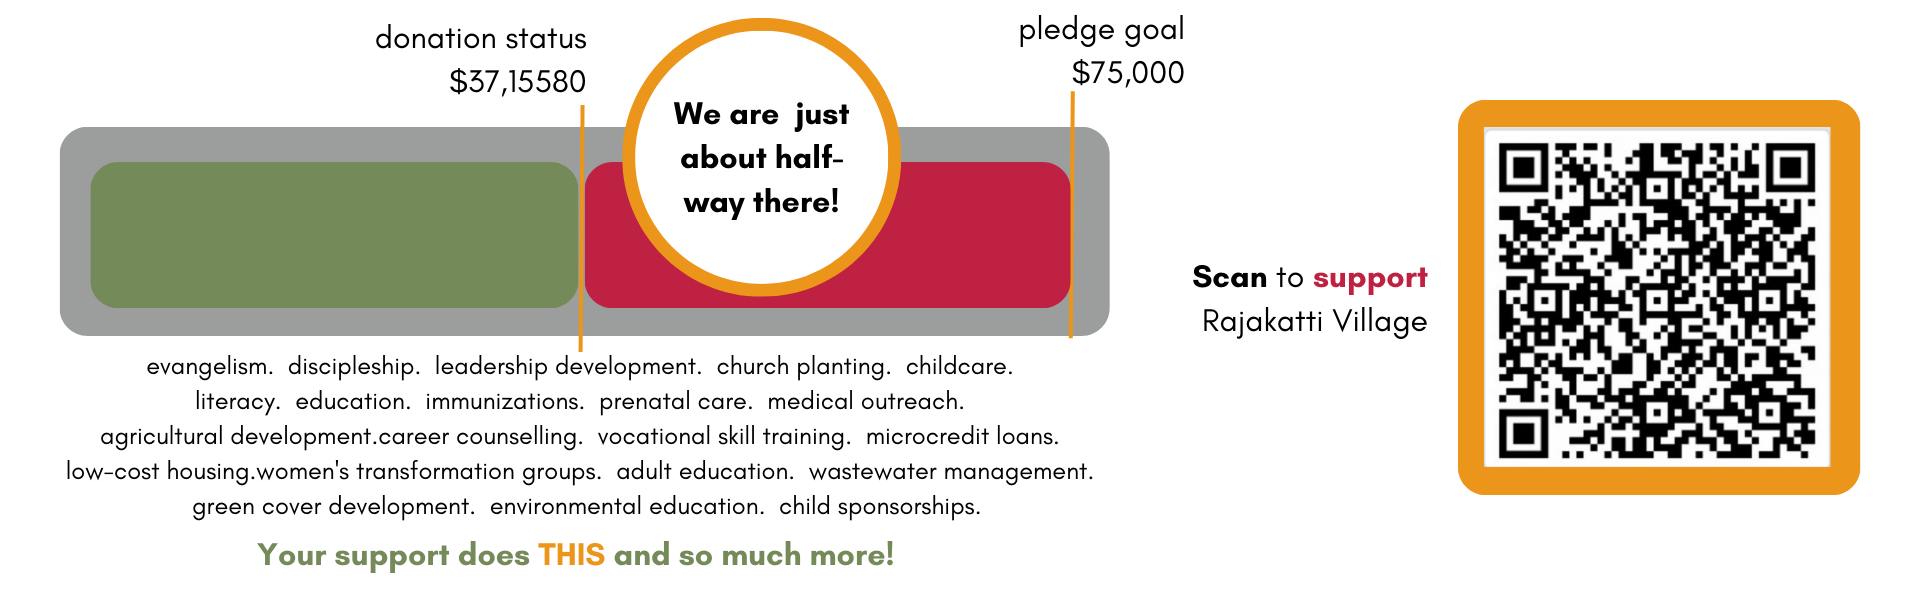 donation status
$37,15580
pledge goal
$75,000
We are just
about half-
way there!
Scan to support
Rajakatti Village
evangelism. discipleship. leadership development. church planting. childcare.
literacy. education. immunizations. prenatal care. medical outreach.
agricultural development.career counselling. vocational skill training. microcredit loans.
low-cost housing.women's transformation groups. adult education. wastewater management.
green cover development. environmental education. child sponsorships.
Your support does THIS and so much more!